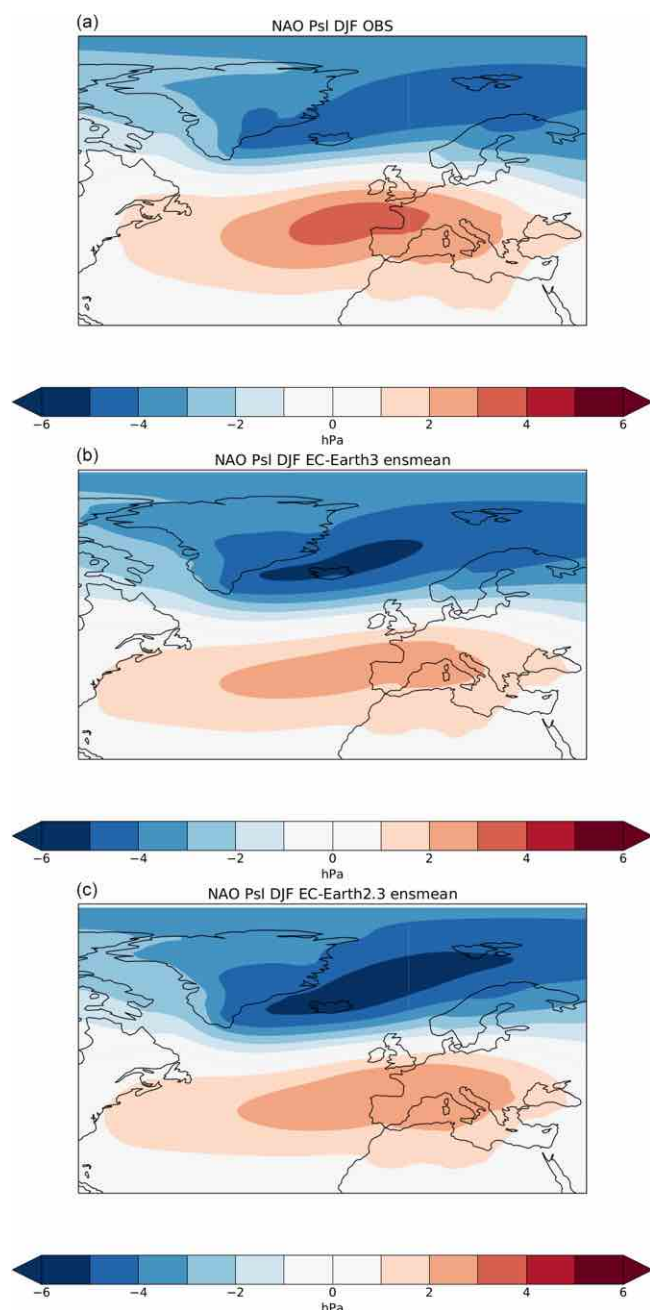 (a)
NAO Psl DJF OBS
−6 −4 −2 0 2 4 6
hPa
(b)
NAO Psl DJF EC-Earth3 ensmean
−6 −4 −2 0 2 4 6
hPa
(c)
NAO Psl DJF EC-Earth2.3 ensmean
−6 −4 −2 0 2 4 6
hPa